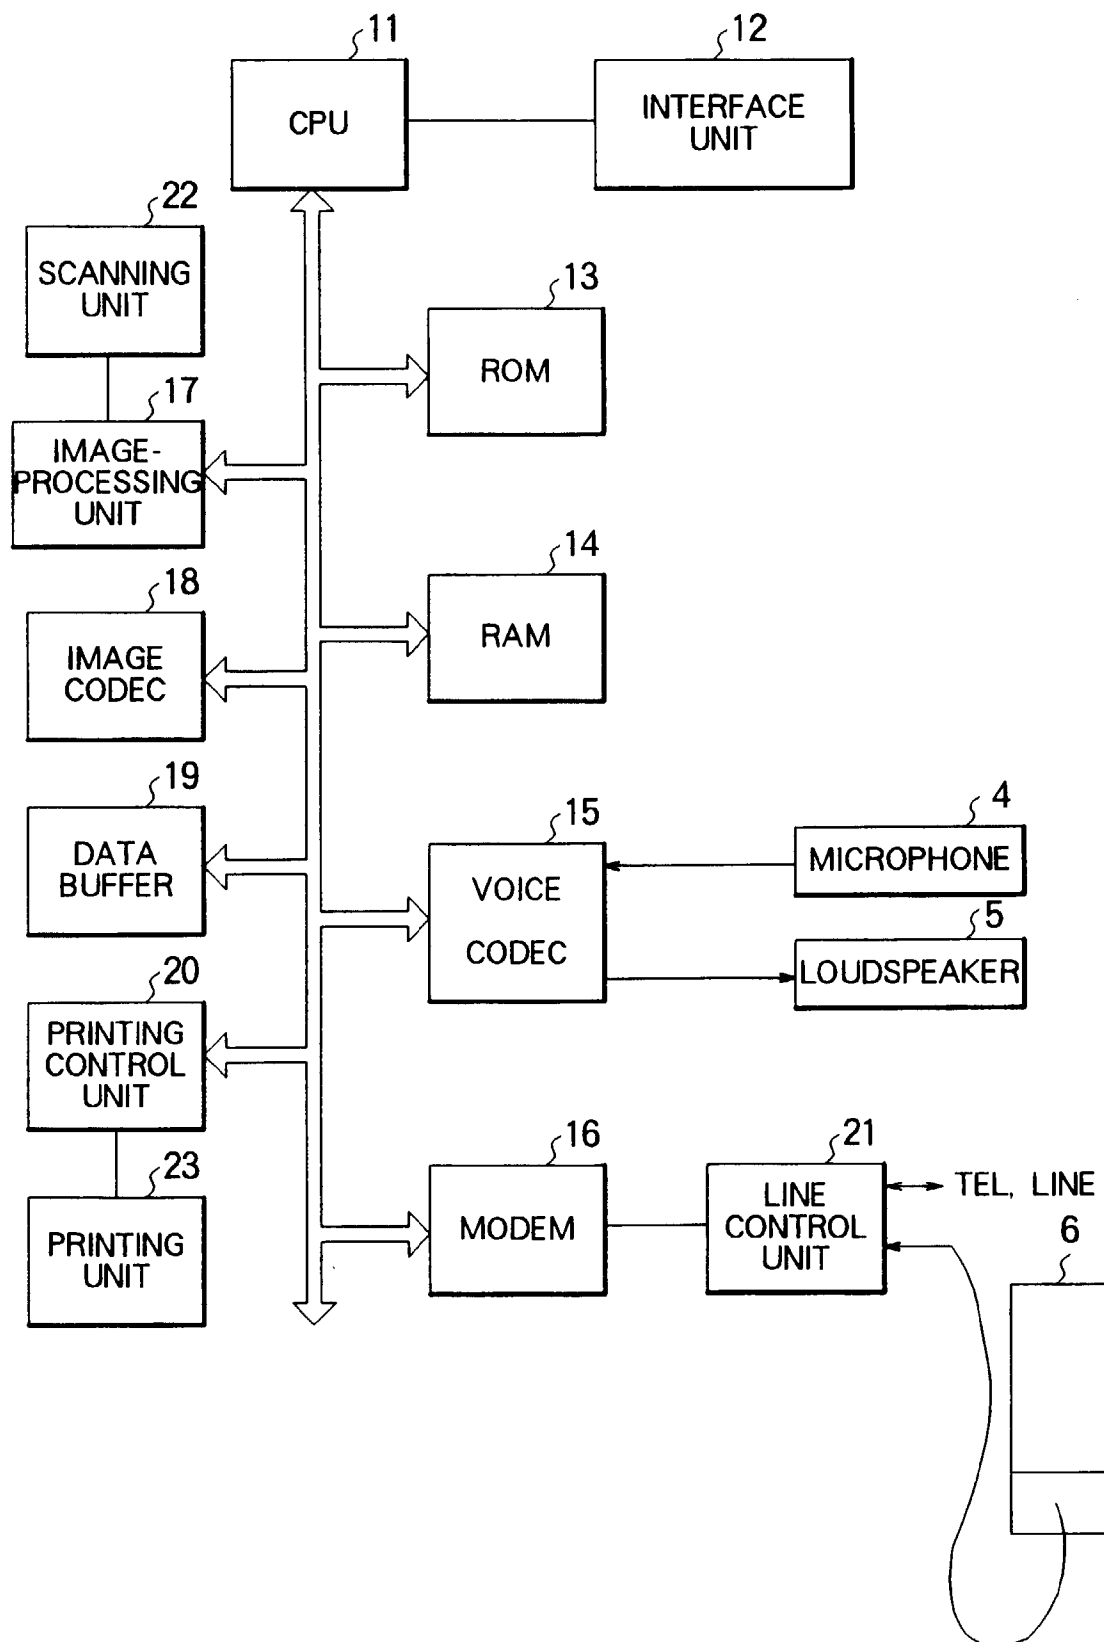 11
CPU
12
INTERFACE
UNIT
22
SCANNING
UNIT
13
ROM
17
IMAGE-
PROCESSING
UNIT
14
RAM
18
IMAGE
CODEC
19
DATA
BUFFER
15
VOICE
CODEC
4
MICROPHONE
5
LOUDSPEAKER
20
PRINTING
CONTROL
UNIT
16
MODEM
21
LINE
CONTROL
UNIT
TEL, LINE
23
PRINTING
UNIT
6